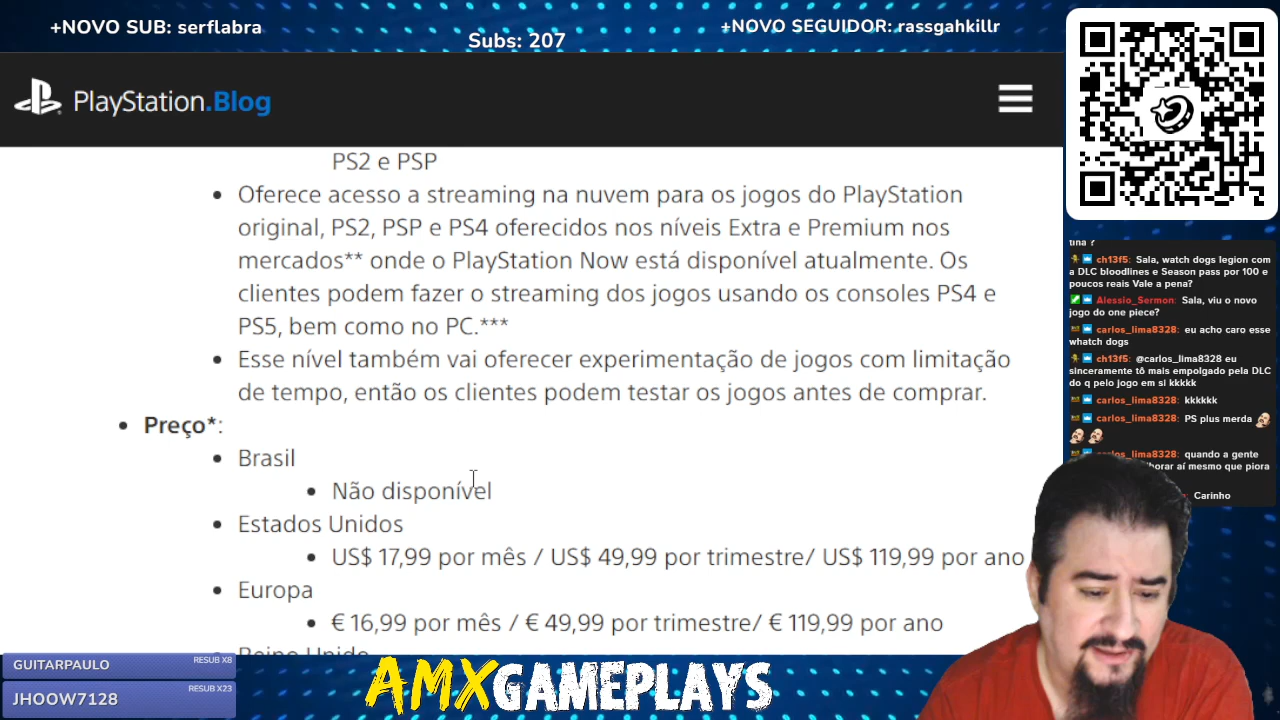 +NOVO SUB: serflabra
Subs: 207
+NOVO SEGUIDOR: rassgahkillr
PlayStation.Blog
PS2 e PSP
Oferece acesso a streaming na nuvem para os jogos do PlayStation
original, PS2, PSP e PS4 oferecidos nos níveis Extra e Premium nos
mercados** onde o PlayStation Now está disponível atualmente. Os
clientes podem fazer o streaming dos jogos usando os consoles PS4 e
PS5, bem como no PC.***
Esse nível também vai oferecer experimentação de jogos com limitação
de tempo, então os clientes podem testar os jogos antes de comprar.
Preço*:
Brasil
Não disponível
Estados Unidos
US$ 17,99 por mês / US$ 49,99 por trimestre/ US$ 119,99 por ano
Europa
€ 16,99 por mês / € 49,99 por trimestre/ € 119,99 por ano
Reino Unido
ch13f5: Sala, watch dogs legion com
a DLC bloodlines e Season pass por 100 e
poucos reais Vale a pena?
Alessio_Sermon: Sala, viu o novo
jogo do one piece?
carlos_lima8328: eu acho caro esse
whatch dogs
ch13f5: @carlos_lima8328 eu
sinceramente tô mais empolgado pela DLC
do q pelo jogo em si kkkkk
carlos_lima8328: kkkkkk
carlos_lima8328: PS plus merda
carlos_lima8328: quando a gente
aí mesmo que piora
Carinho
GUITARPAULO
RESUB X8
JHOOW7128
RESUB X23
AMXGAMEPLAYS